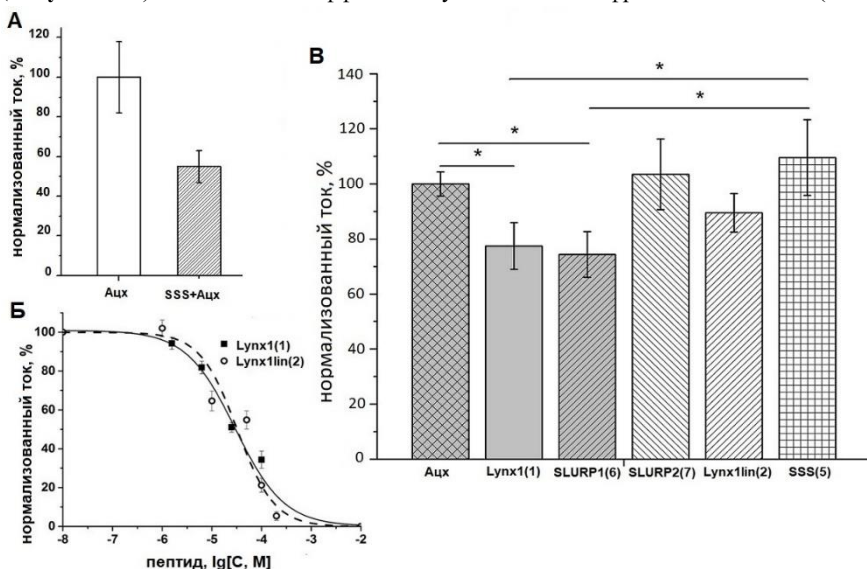 А
нормализованный ток, %
120
100
80
60
40
20
0
Ацх
SSS+Ацх
Б
нормализованный ток, %
100
80
60
40
20
0
Lynx1(1)
Lynx1lin(2)
-8
-7
-6
-5
-4
-3
-2
пептид, lg[C, M]
В
нормализованный ток, %
140
120
100
80
60
40
20
0
*
*
*
*
Ацх
Lynx1(1)
SLURP1(6)
SLURP2(7)
Lynx1lin(2)
SSS(5)